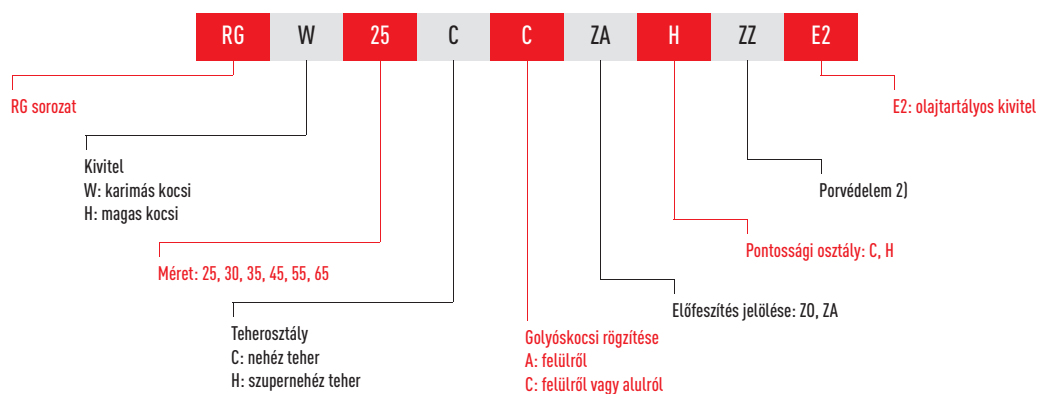 RG W 25 C C ZA H ZZ E2
RG sorozat
E2: olajtartályos kivitel
Kivitel
W: karimás kocsi
H: magas kocsi
Porvédelem 2)
Méret: 25, 30, 35, 45, 55, 65
Pontossági osztály: C, H
Teherosztály
C: nehéz teher
H: szupernehéz teher
Golyóskocsi rögzítése
A: felülről
C: felülről vagy alulról
Előfeszítés jelölése: ZO, ZA